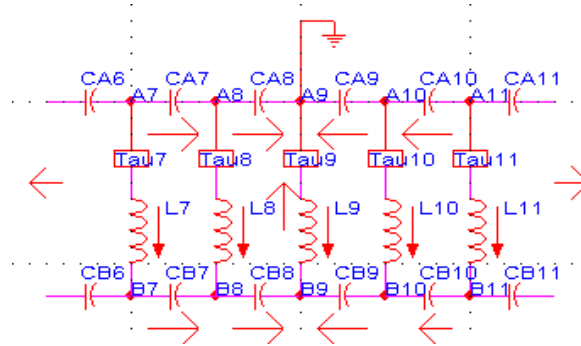 CA6 CA7 CA8 CA9 CA10 CA11
A7 A8 A9 A10 A11
Tau7 Tau8 Tau9 Tau10 Tau11
L7 L8 L9 L10 L11
CB6 CB7 CB8 CB9 CB10 CB11
B7 B8 B9 B10 B11